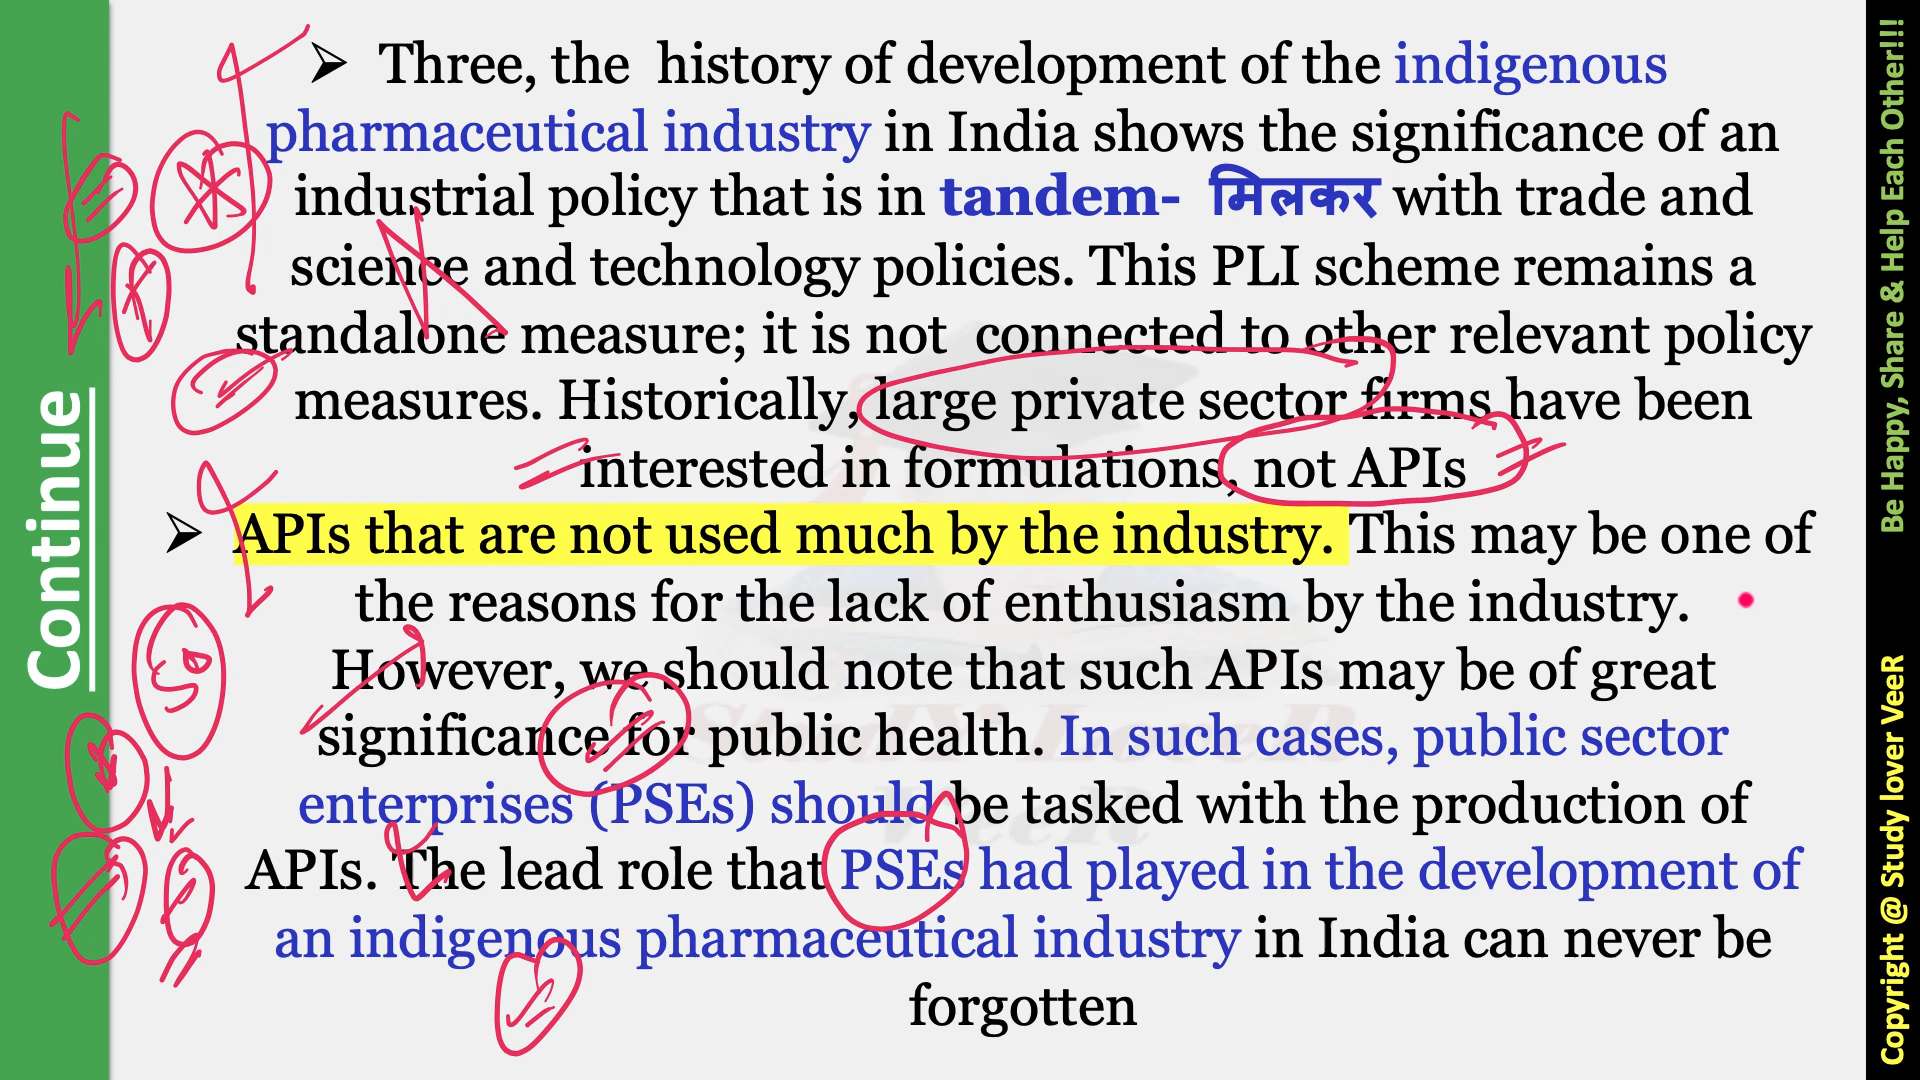 Continue
➢ Three, the history of development of the indigenous
pharmaceutical industry in India shows the significance of an
industrial policy that is in tandem- मिलकर with trade and
science and technology policies. This PLI scheme remains a
standalone measure; it is not connected to other relevant policy
measures. Historically, large private sector firms have been
interested in formulations, not APIs
➢ APIs that are not used much by the industry. This may be one of
the reasons for the lack of enthusiasm by the industry.
However, we should note that such APIs may be of great
significance for public health. In such cases, public sector
enterprises (PSEs) should be tasked with the production of
APIs. The lead role that PSEs had played in the development of
an indigenous pharmaceutical industry in India can never be
forgotten
StudY LoveR
VeeR
Be Happy, Share & Help Each Other!!!
Copyright @ Study lover VeeR